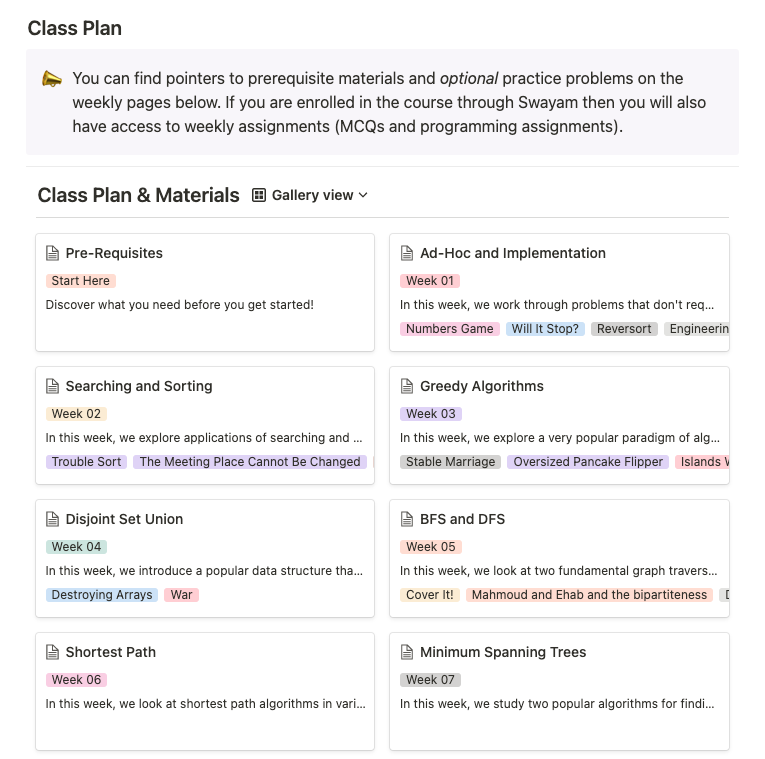 Class Plan
You can find pointers to prerequisite materials and optional practice problems on the
weekly pages below. If you are enrolled in the course through Swayam then you will also
have access to weekly assignments (MCQs and programming assignments).
Class Plan & Materials Gallery view
Pre-Requisites
Start Here
Discover what you need before you get started!
Ad-Hoc and Implementation
Week 01
In this week, we work through problems that don't req...
Numbers Game Will It Stop? Reversort Engineerin
Searching and Sorting
Week 02
In this week, we explore applications of searching and ...
Trouble Sort The Meeting Place Cannot Be Changed
Greedy Algorithms
Week 03
In this week, we explore a very popular paradigm of alg...
Stable Marriage Oversized Pancake Flipper Islands
Disjoint Set Union
Week 04
In this week, we introduce a popular data structure tha...
Destroying Arrays War
BFS and DFS
Week 05
In this week, we look at two fundamental graph travers...
Cover It! Mahmoud and Ehab and the bipartiteness
Shortest Path
Week 06
In this week, we look at shortest path algorithms in vari...
Minimum Spanning Trees
Week 07
In this week, we study two popular algorithms for findi...